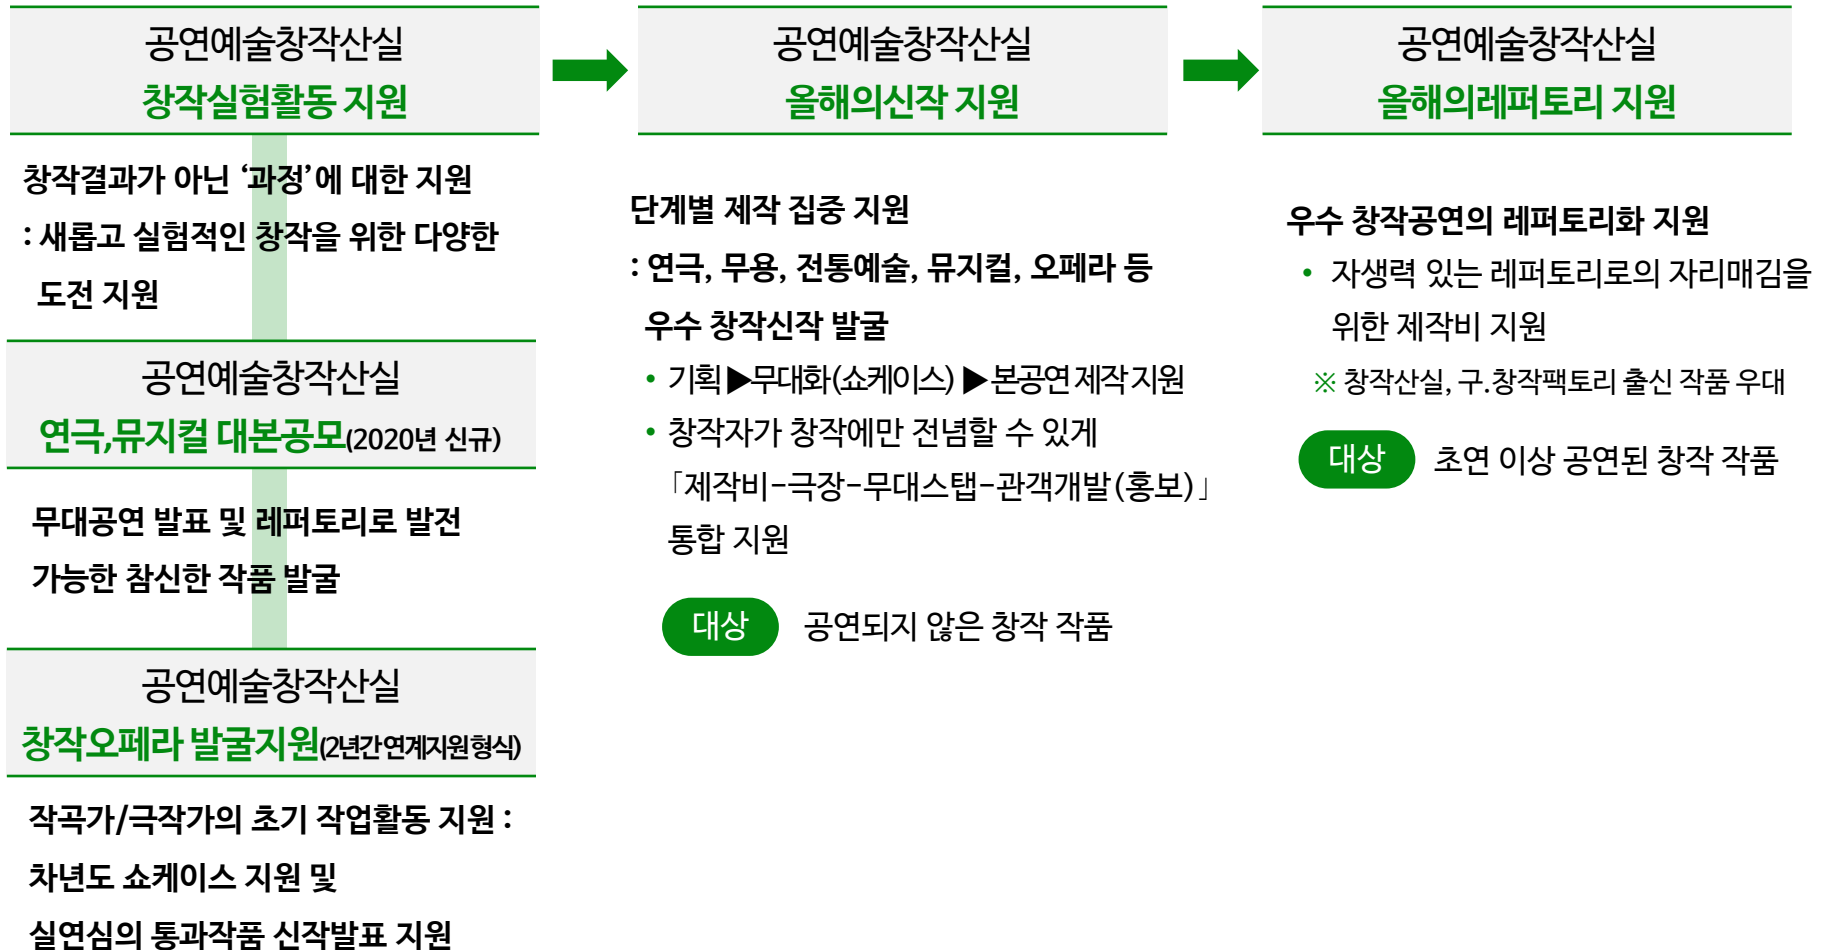 공연예술창작산실
창작실험활동 지원
창작결과가 아닌 ‘과정’에 대한 지원
: 새롭고 실험적인 창작을 위한 다양한
도전 지원
공연예술창작산실
연극,뮤지컬 대본공모(2020년 신규)
무대공연 발표 및 레퍼토리로 발전
가능한 참신한 작품 발굴
공연예술창작산실
창작오페라 발굴지원(2년간연계지원형식)
작곡가/극작가의 초기 작업활동 지원 :
차년도 쇼케이스 지원 및
실연심의 통과작품 신작발표 지원
공연예술창작산실
올해의신작 지원
단계별 제작 집중 지원
: 연극, 무용, 전통예술, 뮤지컬, 오페라 등
우수 창작신작 발굴
• 기획 ▶무대화(쇼케이스) ▶본공연 제작 지원
• 창작자가 창작에만 전념할 수 있게
「제작비-극장-무대스탭-관객개발(홍보)」
통합 지원
대상 공연되지 않은 창작 작품
공연예술창작산실
올해의레퍼토리 지원
우수 창작공연의 레퍼토리화 지원
• 자생력 있는 레퍼토리로의 자리매김을
위한 제작비 지원
※ 창작산실, 구.창작팩토리 출신 작품 우대
대상 초연 이상 공연된 창작 작품